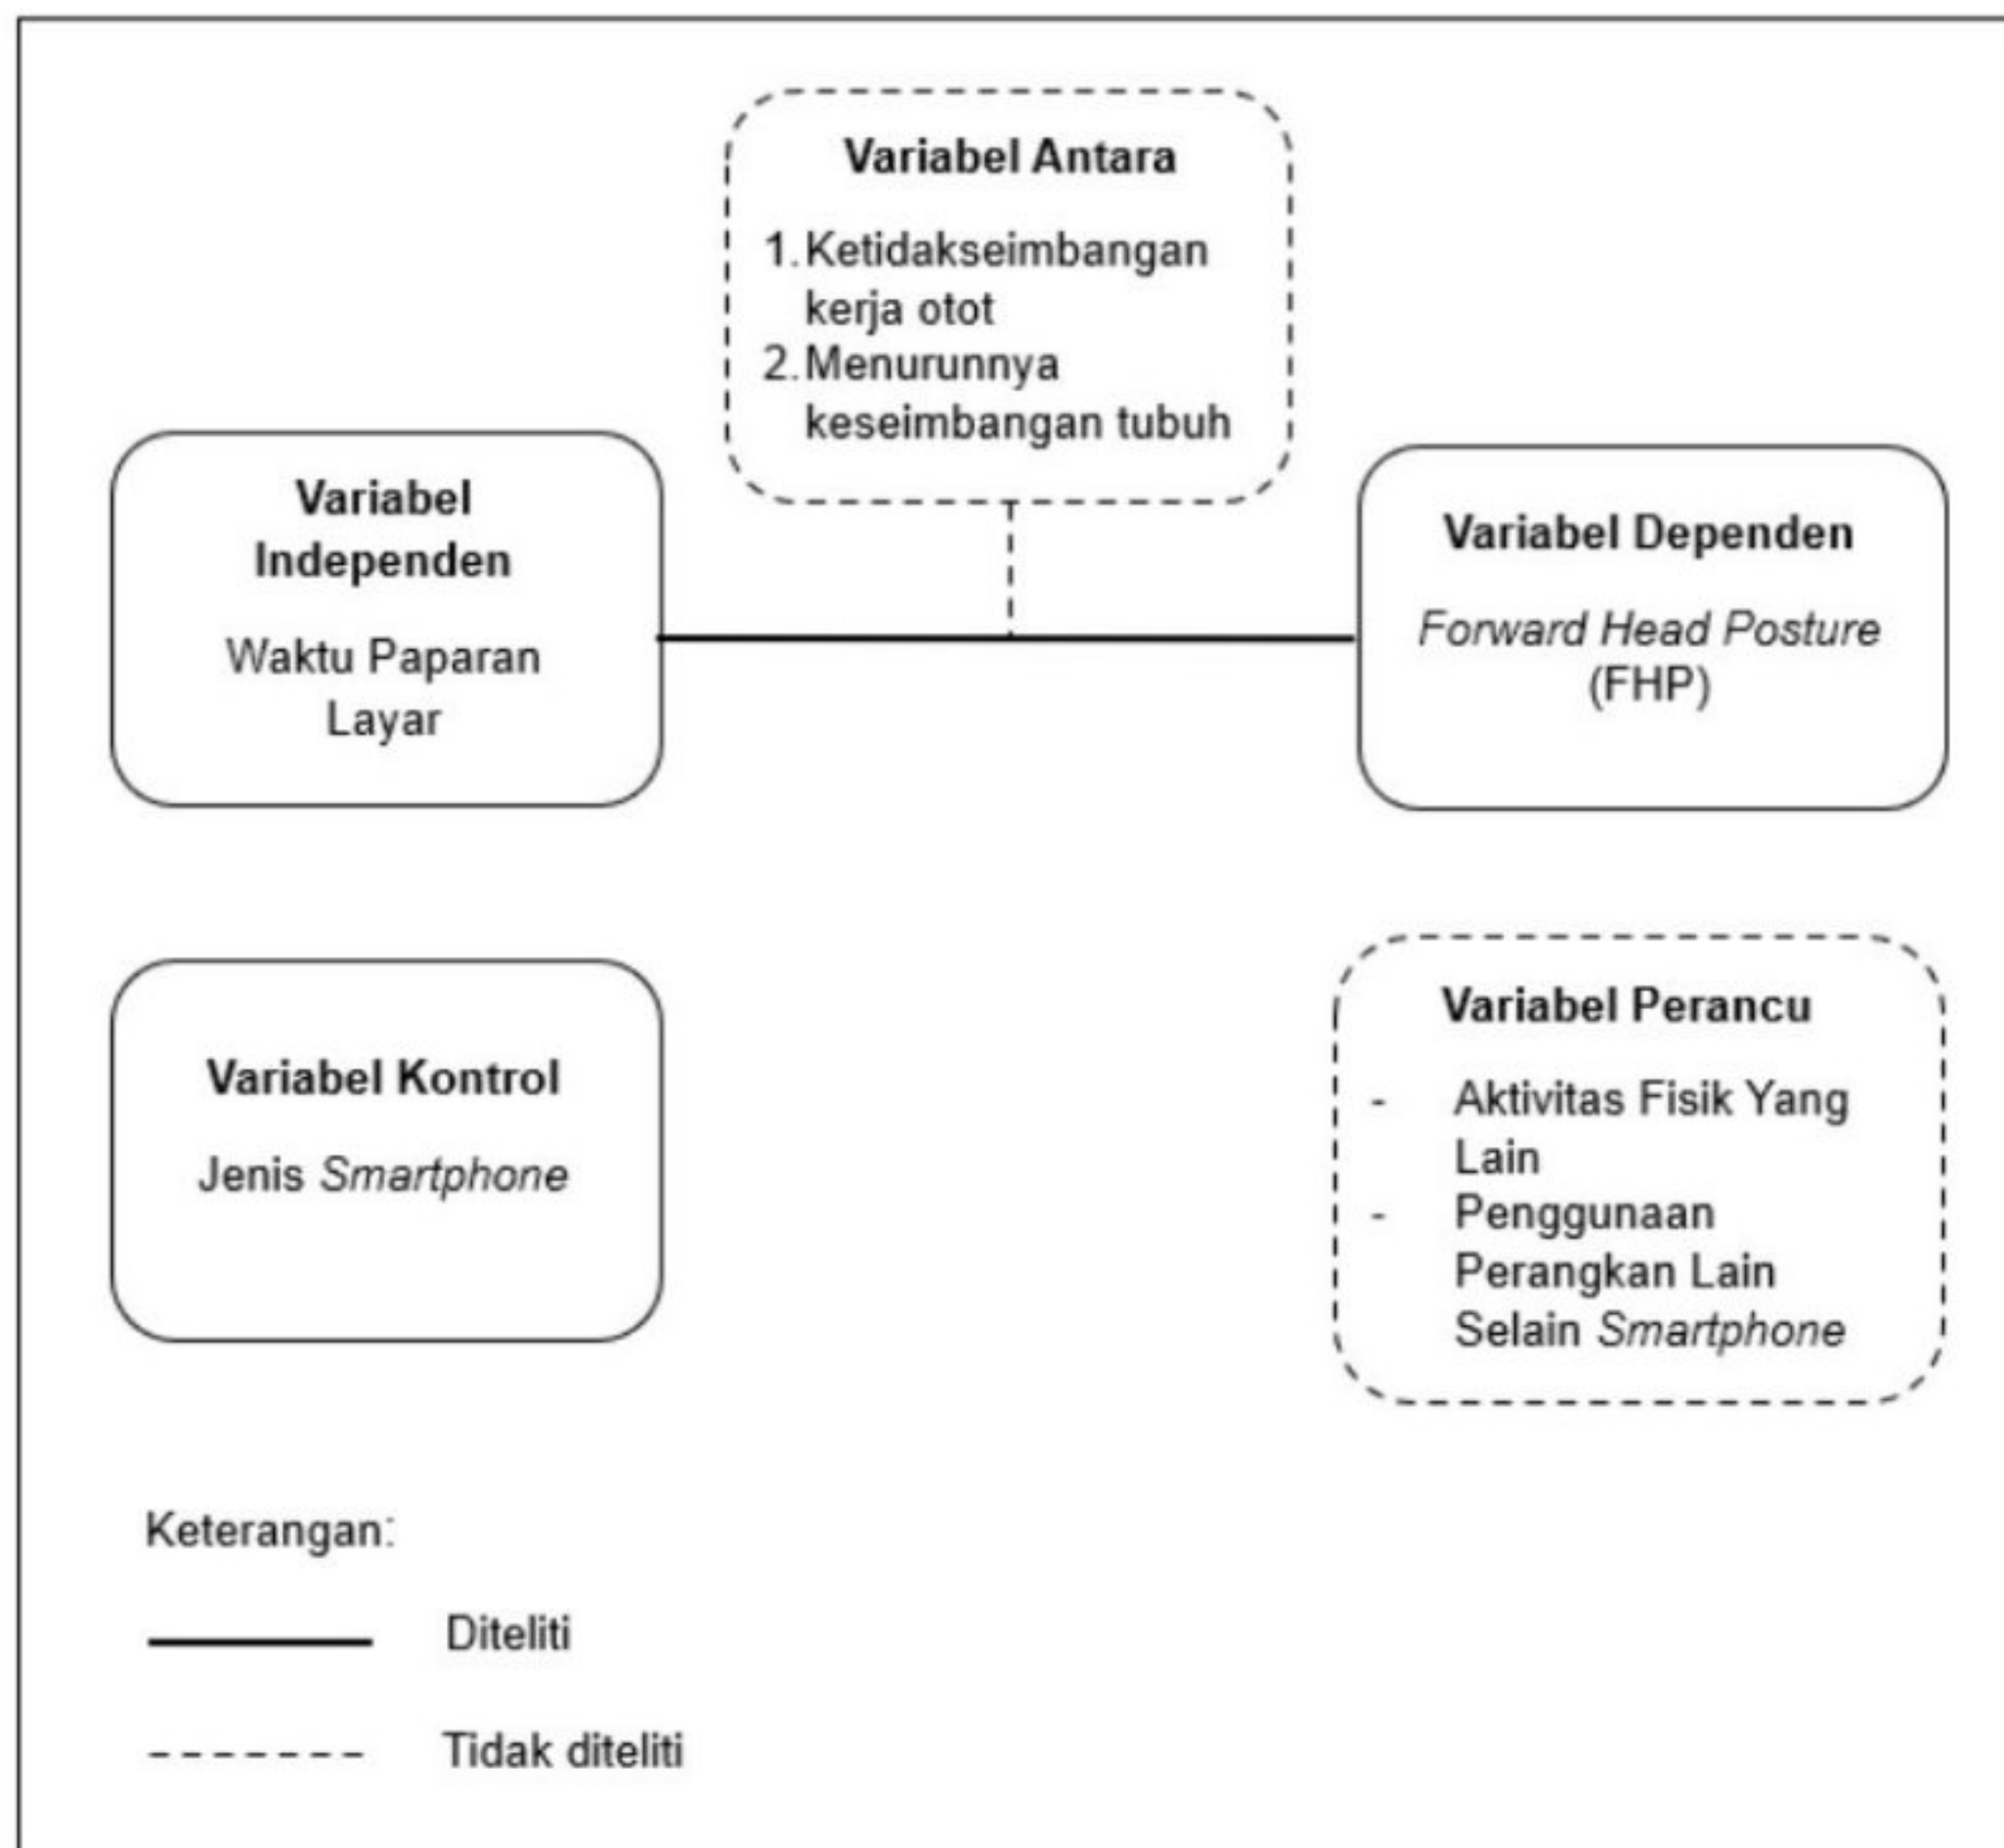 Variabel Antara
1. Ketidakseimbangan
kerja otot
2. Menurunnya
keseimbangan tubuh
Variabel
Independen
Waktu Paparan
Layar
Variabel Dependen
Forward Head Posture
(FHP)
Variabel Kontrol
Jenis Smartphone
Variabel Perancu
- Aktivitas Fisik Yang
Lain
- Penggunaan
Perangkan Lain
Selain Smartphone
Keterangan:
Diteliti
Tidak diteliti